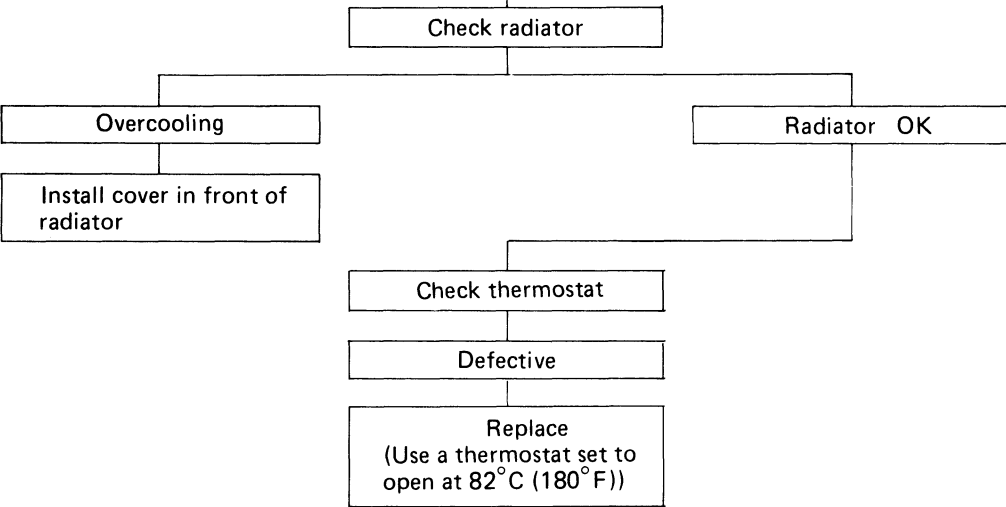 Check radiator
Overcooling
Radiator OK
Install cover in front of
radiator
Check thermostat
Defective
Replace
(Use a thermostat set to
open at 82°C (180°F))